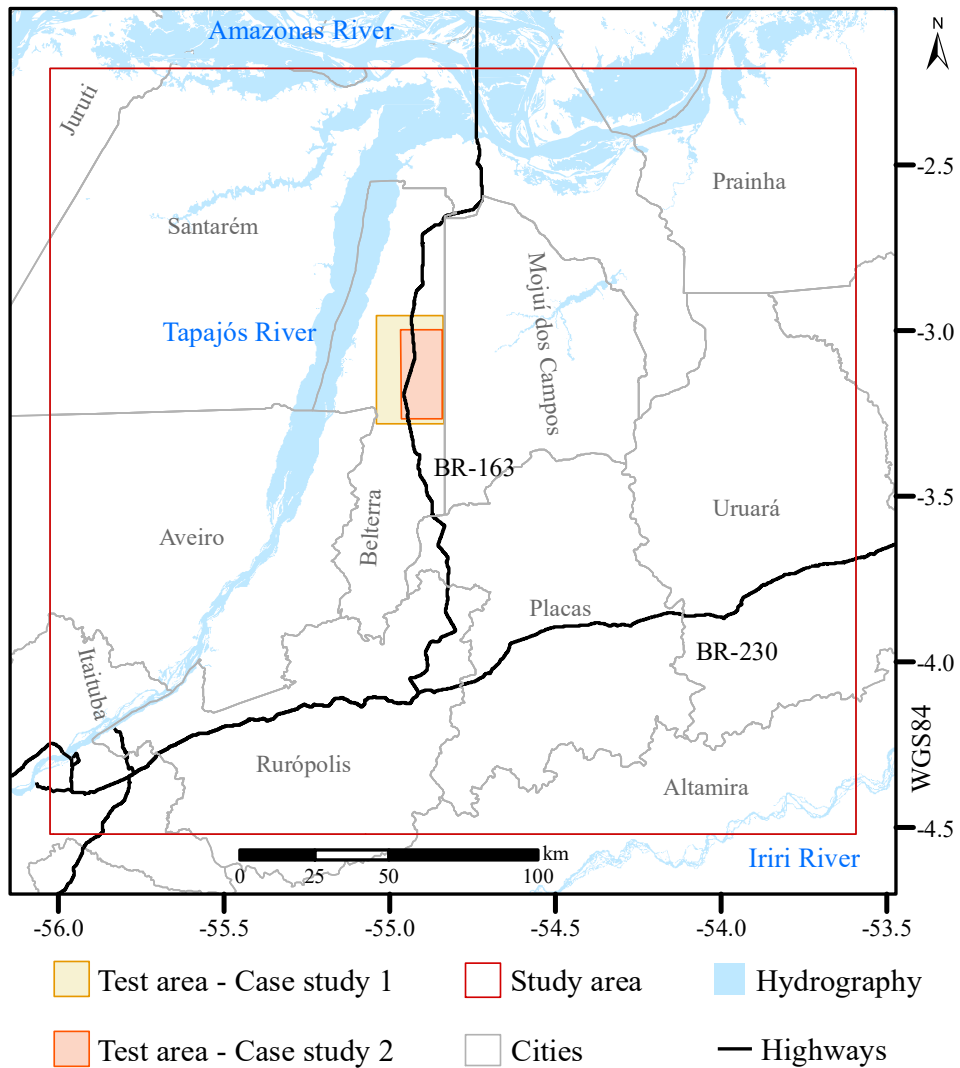 Amazonas River
N
Juruti
-2.5
Prainha
Santarém
Mojuí dos Campos
Tapajós River
-3.0
BR-163
-3.5
Belterra
Uruará
Aveiro
Placas
BR-230
-4.0
Itaituba
WGS84
Rurópolis
Altamira
-4.5
km
Iriri River
0 25 50 100
-56.0 -55.5 -55.0 -54.5 -54.0 -53.5
Test area - Case study 1
Study area
Hydrography
Test area - Case study 2
Cities
Highways